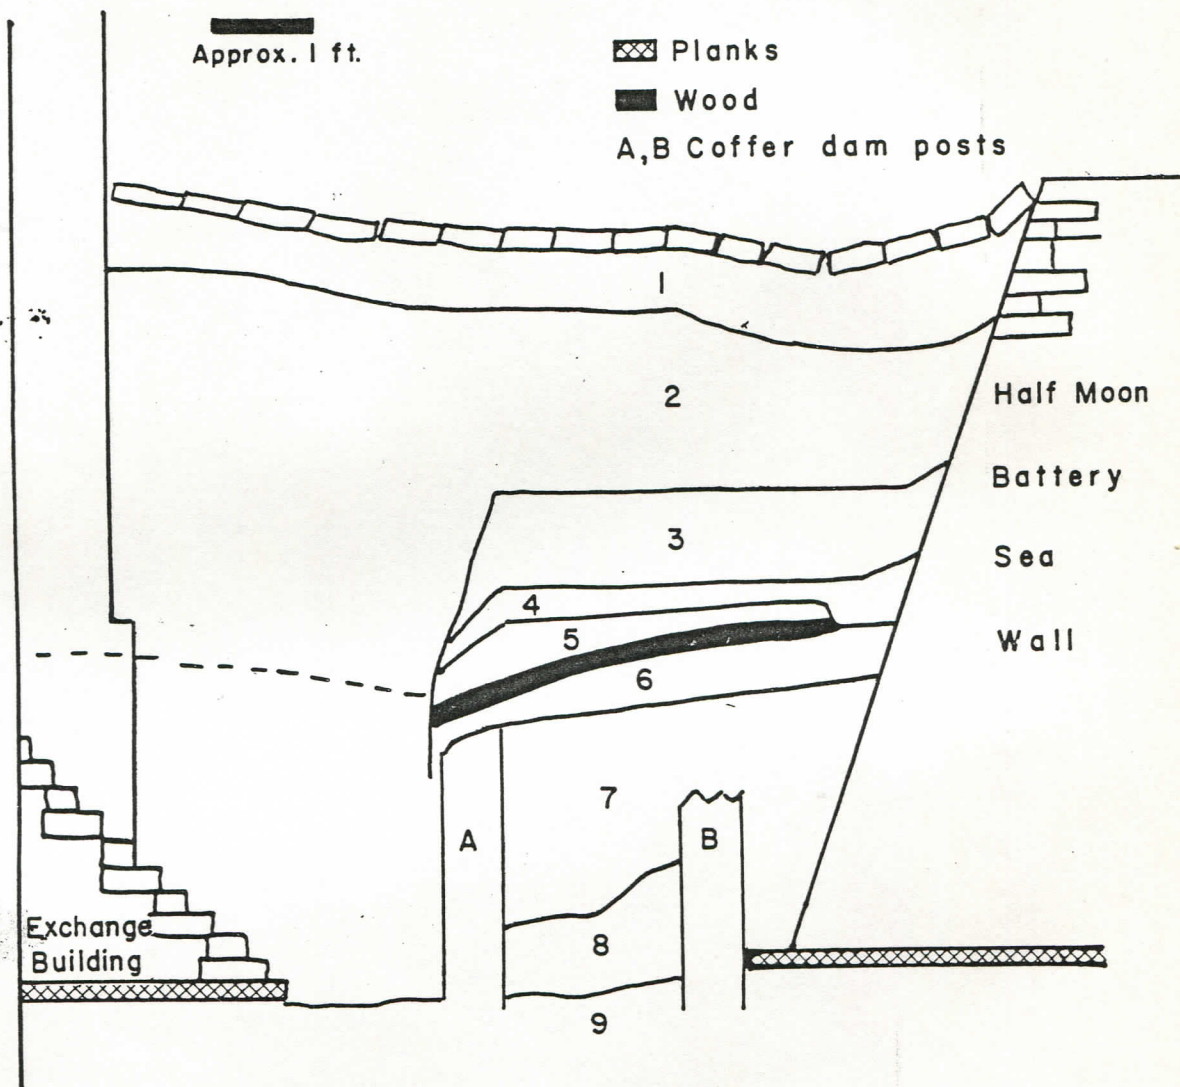 Approx. 1 ft.
Planks
Wood
A,B Coffer dam posts
1
2
Half Moon
Battery
3
Sea
4
5
Wall
6
7
A
B
Exchange
Building
8
9